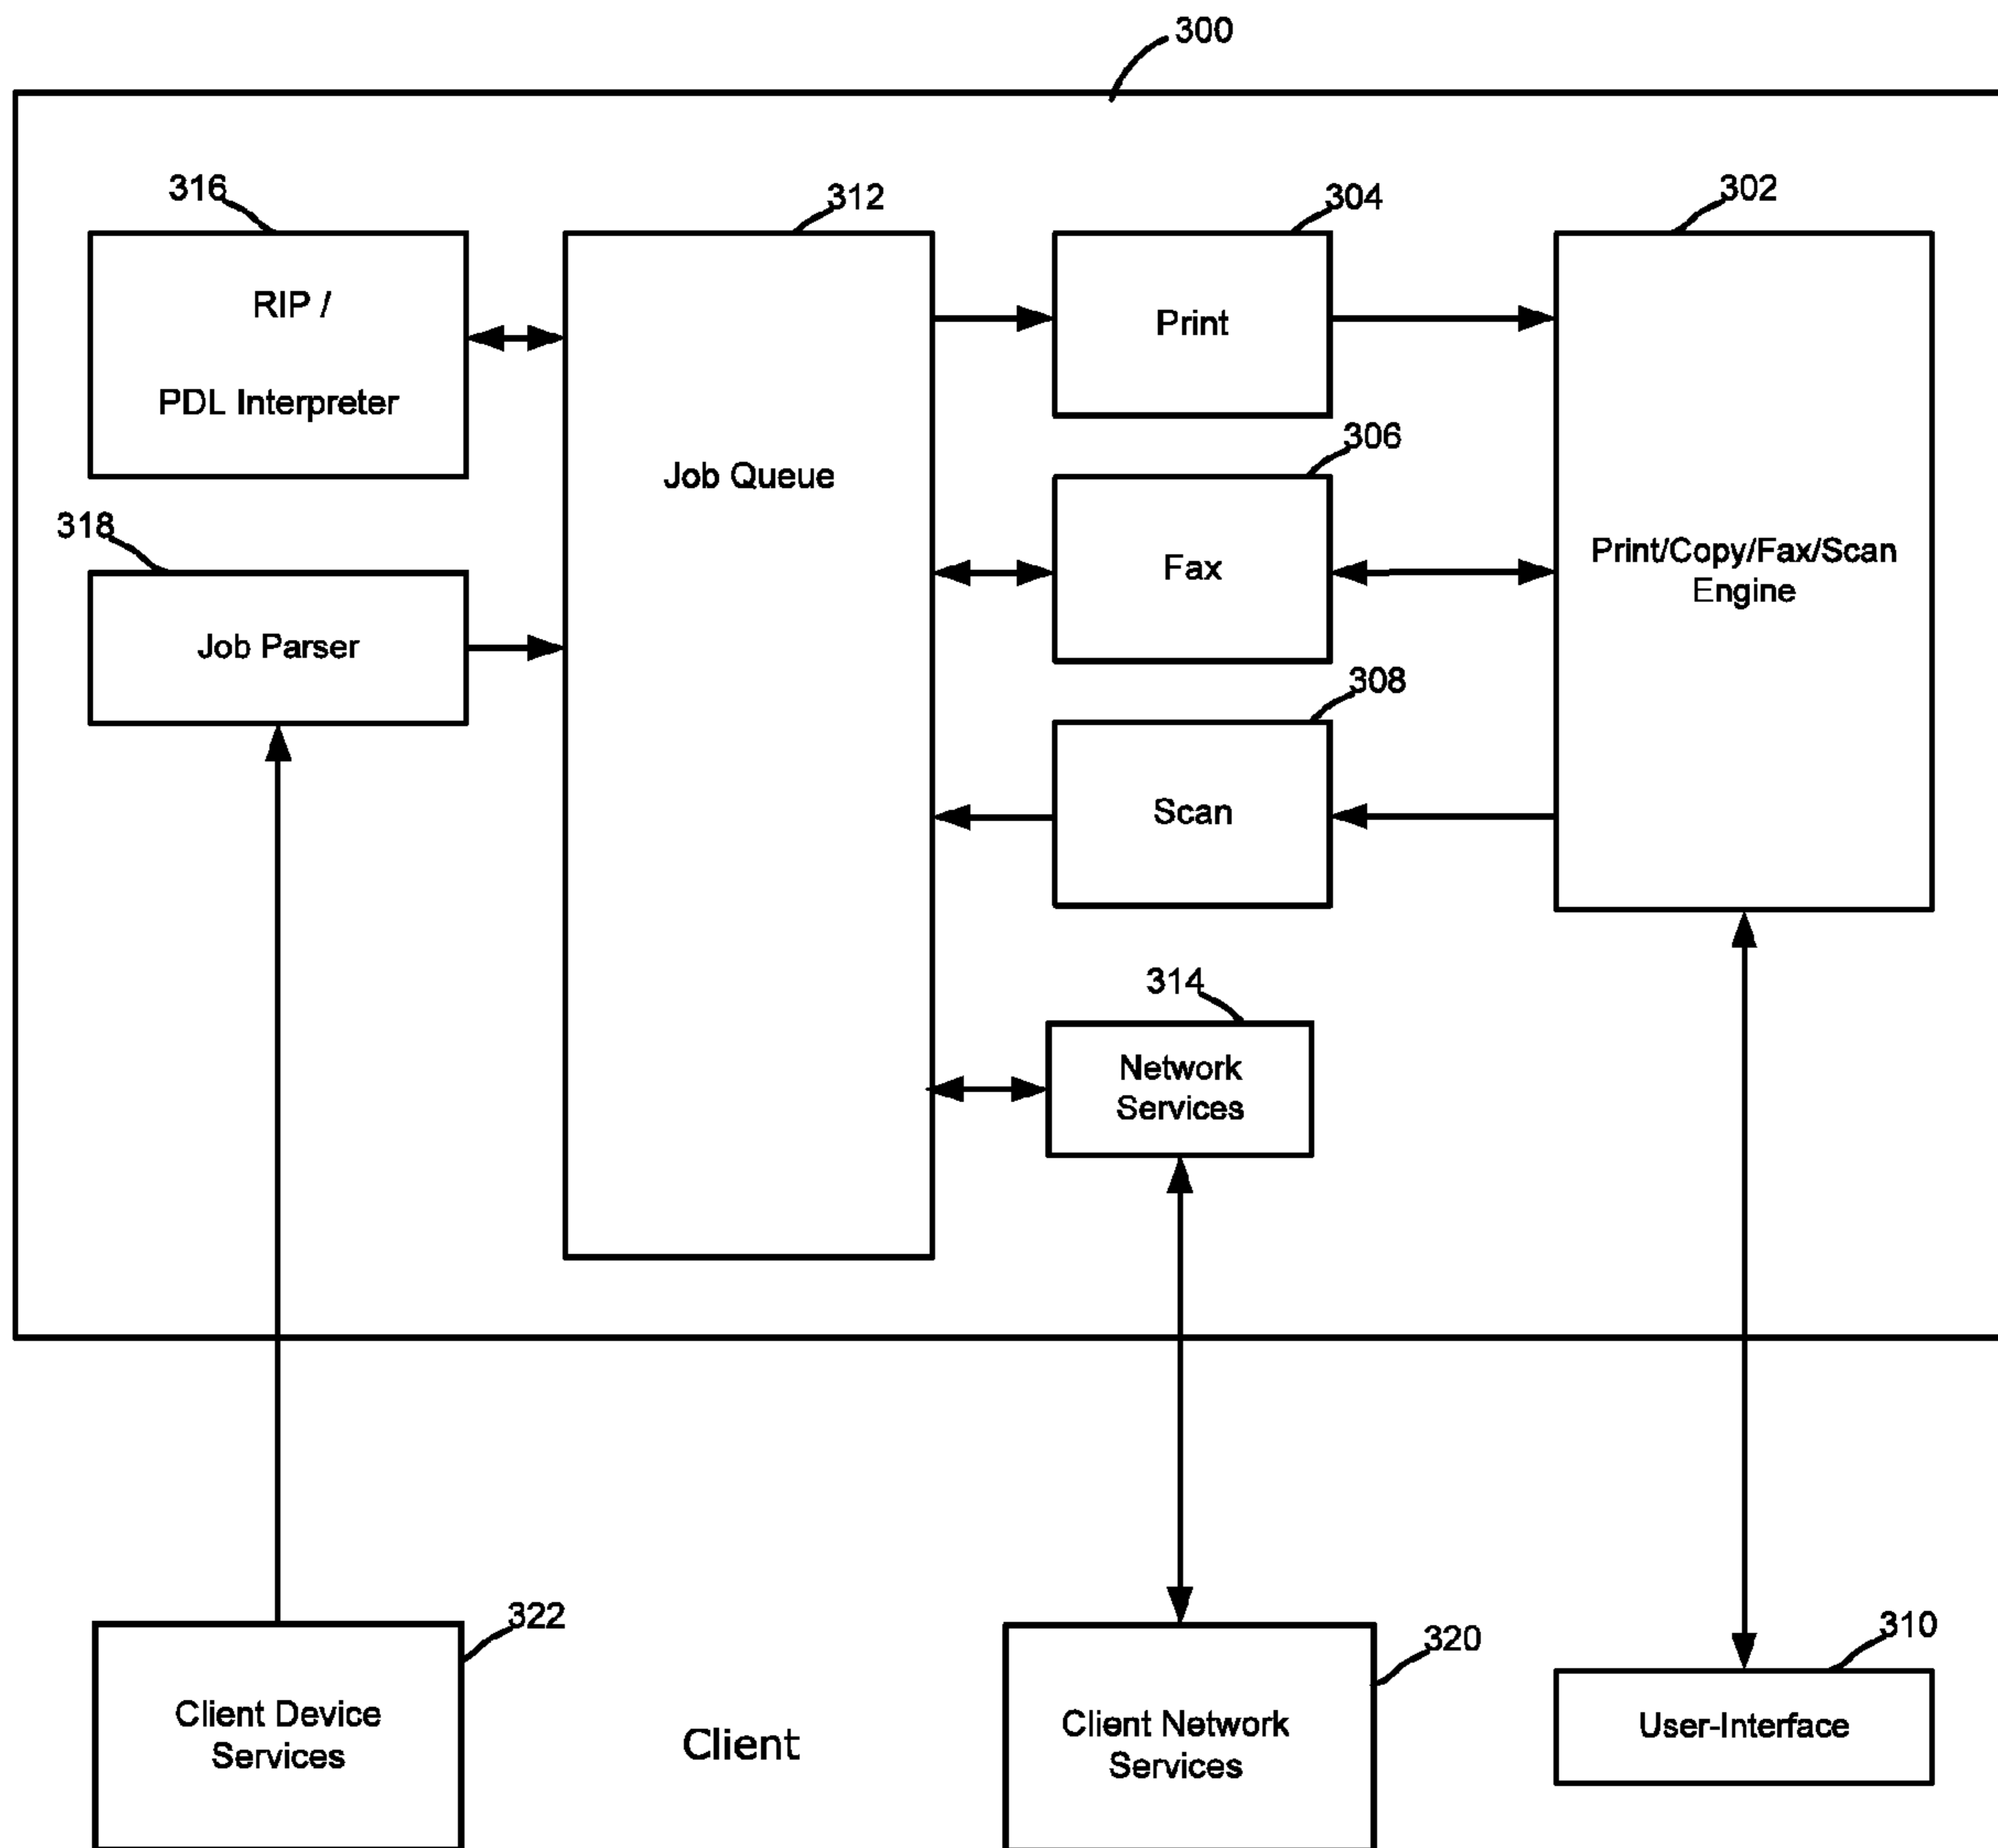 300
316
312
304
302
RIP /
PDL Interpreter
Job Queue
Print
Print/Copy/Fax/Scan
Engine
306
Fax
318
Job Parser
308
Scan
314
Network
Services
322
Client Device
Services
Client
320
Client Network
Services
310
User-Interface